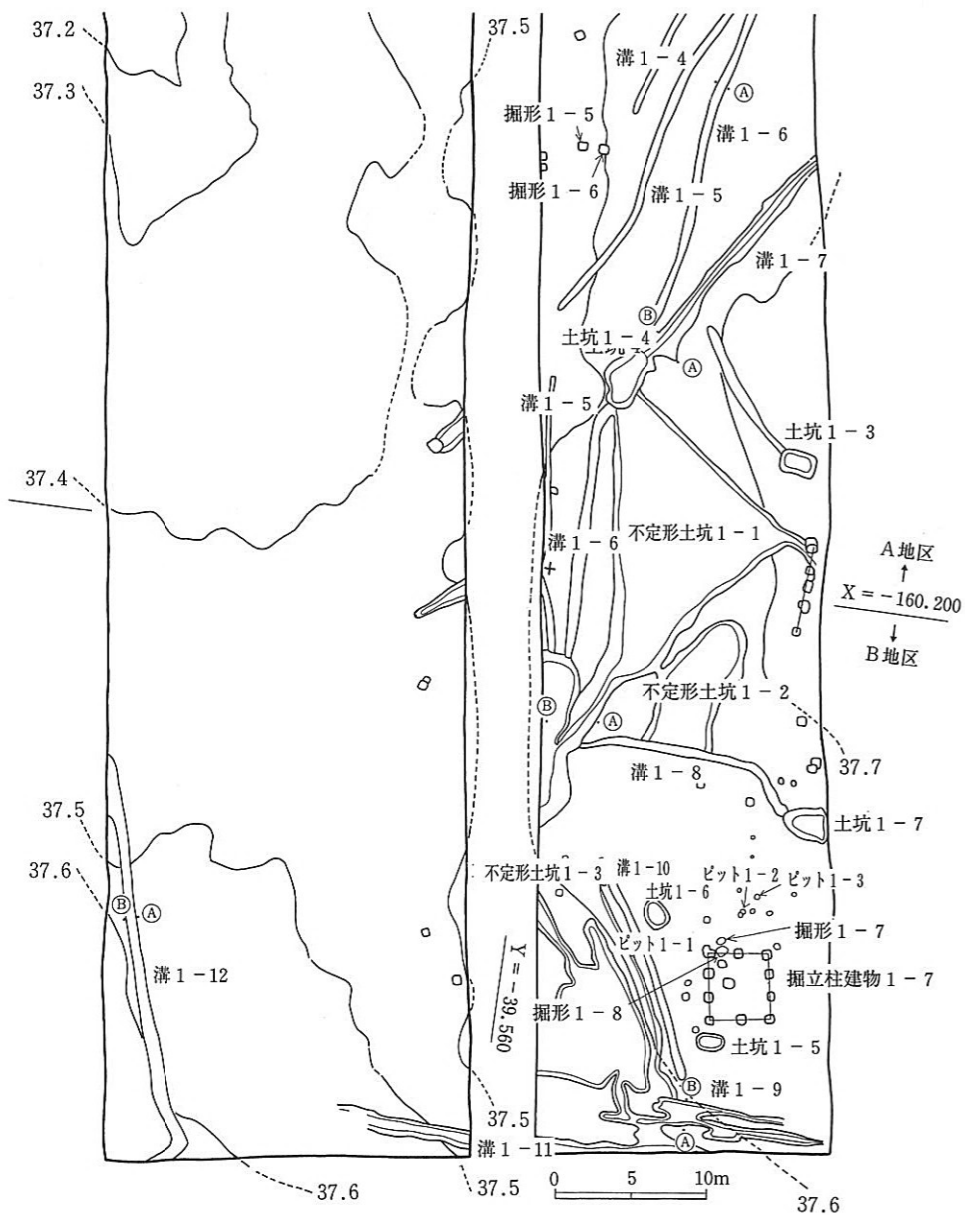 37.2
37.3
37.5
溝1-4
Ⓐ
掘形1-5
溝1-6
掘形1-6
溝1-5
溝1-7
Ⓑ
土坑1-4
Ⓐ
溝1-5
土坑1-3
37.4
溝1-6
不定形土坑1-1
A地区
X=-160.200
B地区
不定形土坑1-2
Ⓑ
Ⓐ
溝1-8
37.7
37.5
土坑1-7
37.6
不定形土坑1-3
溝1-10
土坑1-6
ピット1-2
ピット1-3
Ⓑ
Ⓐ
掘形1-7
ピット1-1
溝1-12
掘立柱建物1-7
掘形1-8
Y=-39.560
土坑1-5
Ⓑ
溝1-9
37.5
Ⓐ
溝1-11
37.6
37.5
0 5 10m
37.6